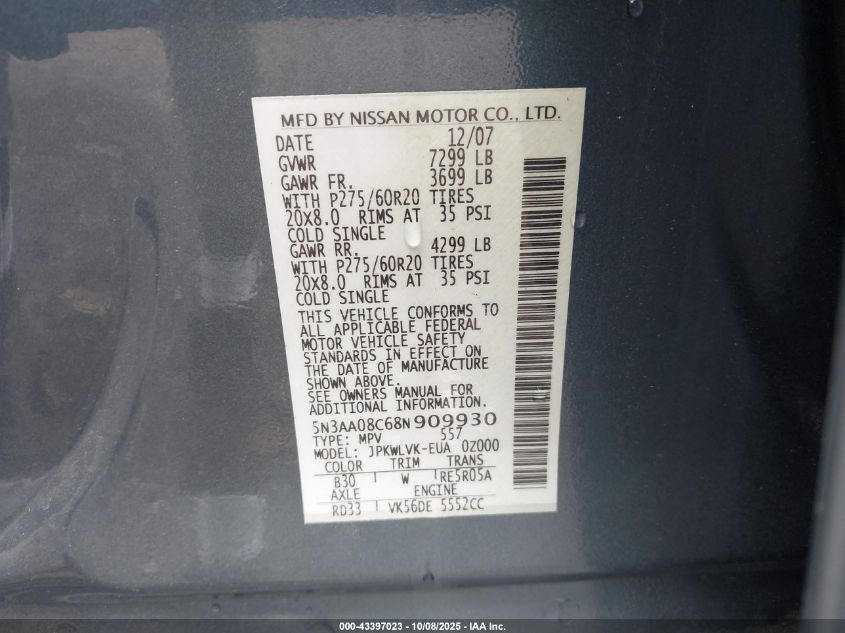 MFD BY NISSAN MOTOR CO., LTD.
DATE 12/07
GVWR 7299 LB
GAWR FR. 3699 LB
WITH P275/60R20 TIRES
20X8.0 RIMS AT 35 PSI
COLD SINGLE
GAWR RR. 4299 LB
WITH P275/60R20 TIRES
20X8.0 RIMS AT 35 PSI
COLD SINGLE
THIS VEHICLE CONFORMS TO
ALL APPLICABLE FEDERAL
MOTOR VEHICLE SAFETY
STANDARDS IN EFFECT ON
THE DATE OF MANUFACTURE
SHOWN ABOVE.
SEE OWNERS MANUAL FOR
ADDITIONAL INFORMATION.
5N3AA08C68N909930
TYPE: MPV 557
MODEL: JPKWLVK-EUA 0Z000
COLOR TRIM TRANS
B30 W RE5R05A
AXLE ENGINE
RD33 VK56DE 5552CC
000-43397023 - 10/08/2025 - IAA Inc.